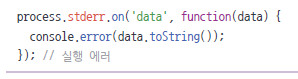 process.stderr.on('data', function(data) {
  console.error(data.toString());
}); // 실행 에러